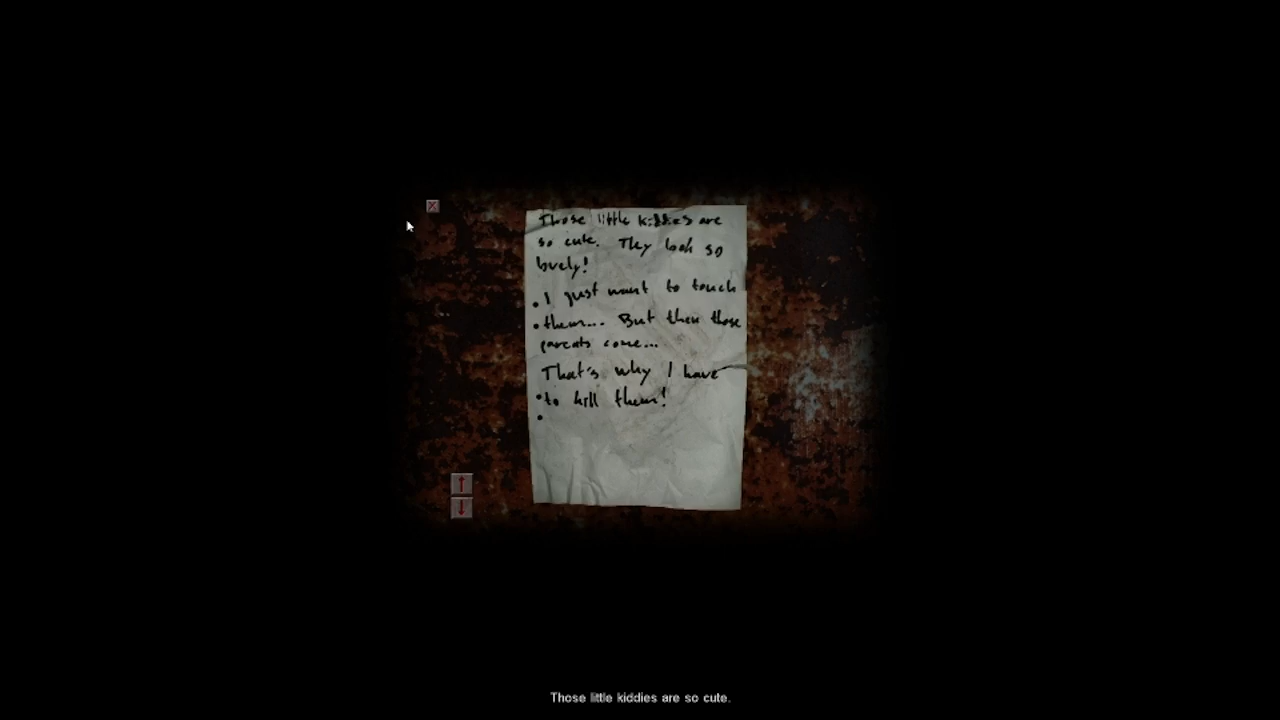 Those little kiddies are
so cute. They look so
lovely!
I just want to touch
them... But then those
parents come...
That's why I have
to kill them!
Those little kiddies are so cute.